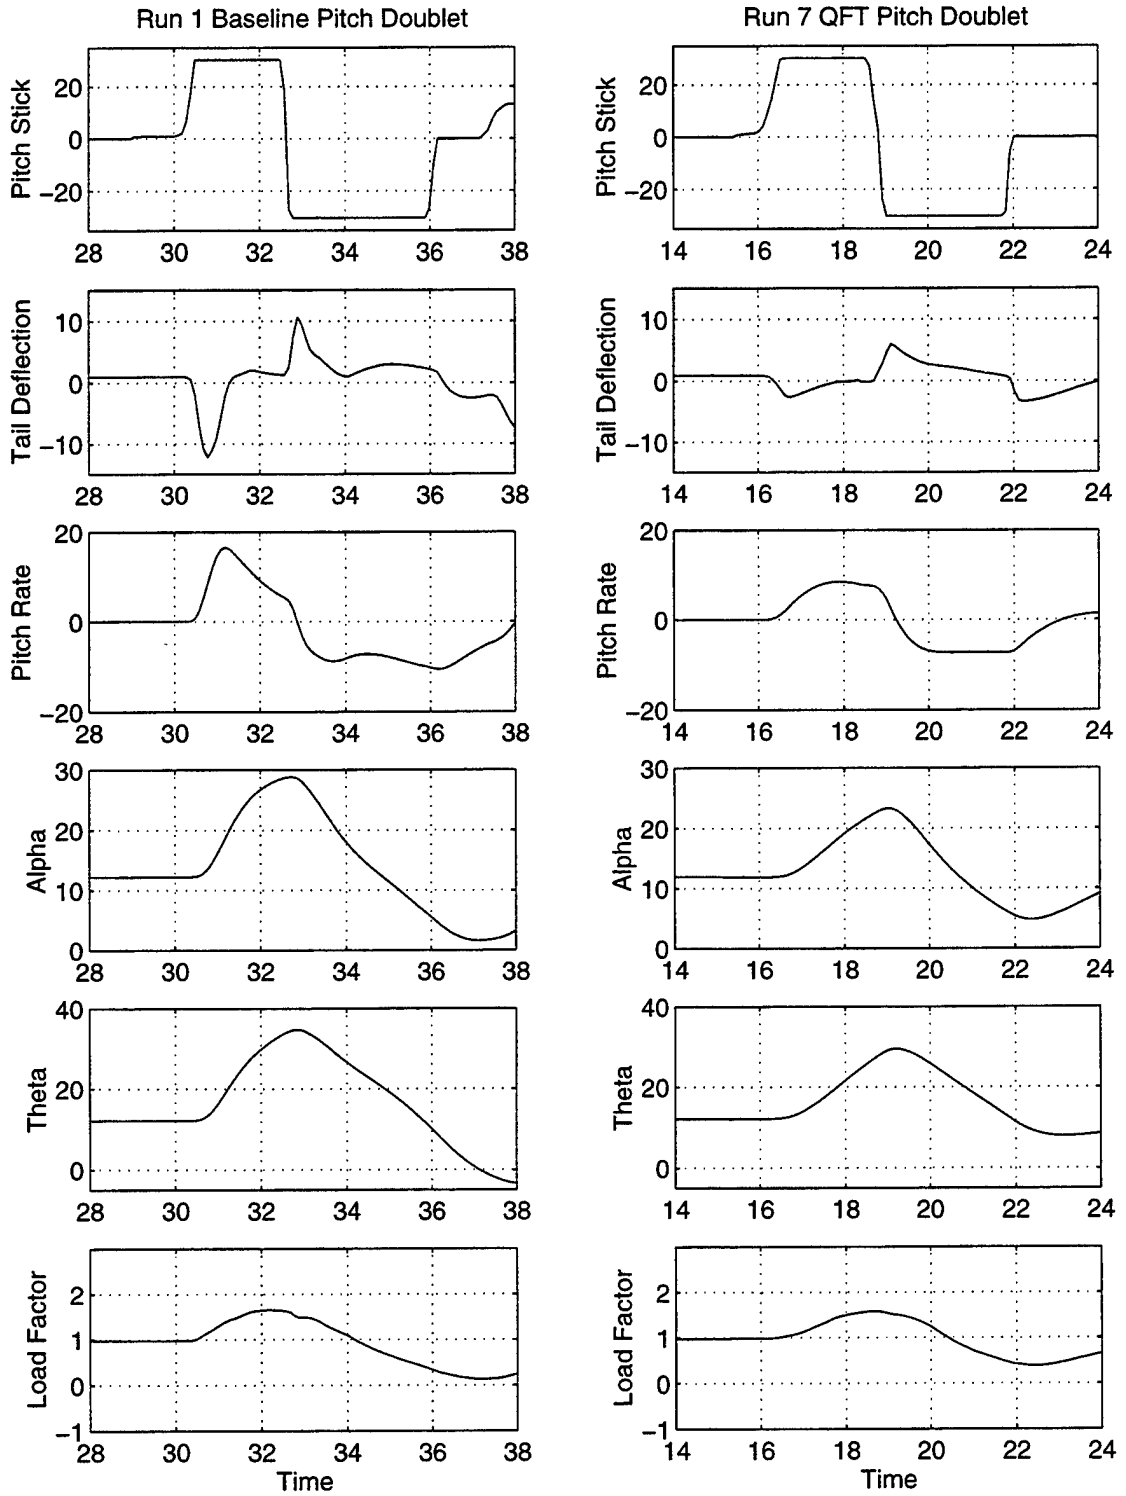 Run 1 Baseline Pitch Doublet
Pitch Stick
20
0
−20
28 30 32 34 36 38
Tail Deflection
10
0
−10
28 30 32 34 36 38
Pitch Rate
20
0
−20
28 30 32 34 36 38
Alpha
30
20
10
0
28 30 32 34 36 38
Theta
40
20
0
28 30 32 34 36 38
Load Factor
2
1
0
−1
28 30 32 34 36 38
Time
Run 7 QFT Pitch Doublet
Pitch Stick
20
0
−20
14 16 18 20 22 24
Tail Deflection
10
0
−10
14 16 18 20 22 24
Pitch Rate
20
0
−20
14 16 18 20 22 24
Alpha
30
20
10
0
14 16 18 20 22 24
Theta
40
20
0
14 16 18 20 22 24
Load Factor
2
1
0
−1
14 16 18 20 22 24
Time